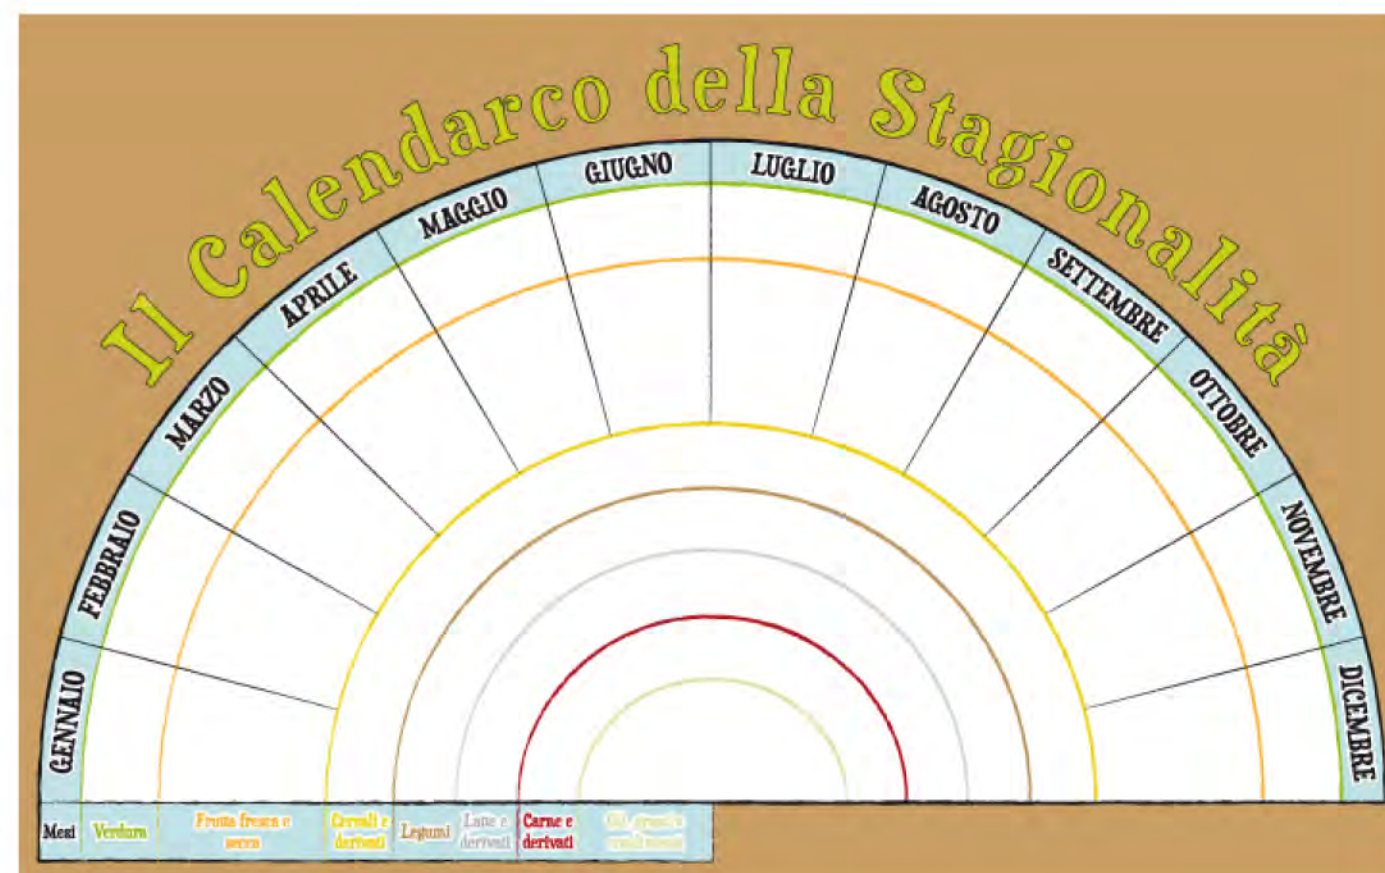 Il Calendarco della Stagionalità
GENNAIO
FEBBRAIO
MARZO
APRILE
MAGGIO
GIUGNO
LUGLIO
AGOSTO
SETTEMBRE
OTTOBRE
NOVEMBRE
DICEMBRE
Mesi
Verdura
Frutta fresca e
secca
Cereali e
derivati
Legumi
Latte e
derivati
Carne e
derivati